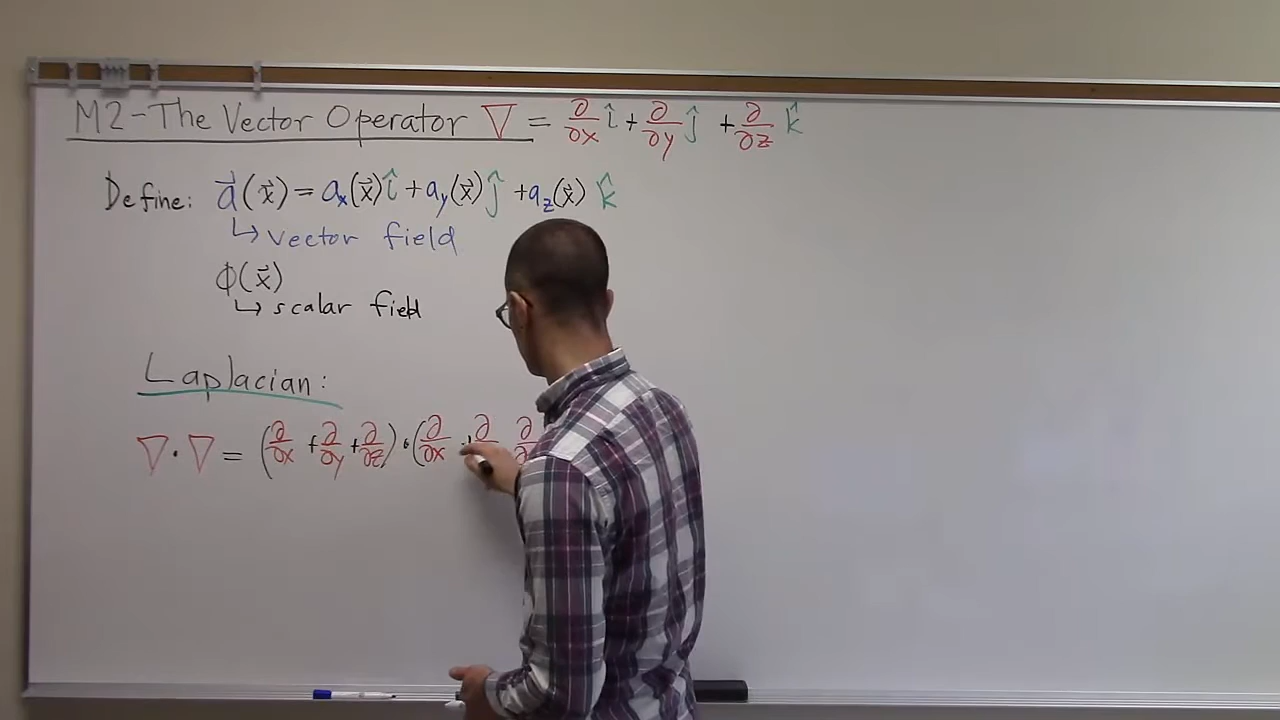 M2-The Vector Operator ∇ = ∂/∂x î + ∂/∂y ĵ + ∂/∂z k̂
Define: a⃗(x⃗) = aₓ(x⃗)î + a_y(x⃗)ĵ + a_z(x⃗) k̂
↳ vector field
ϕ(x⃗)
↳ scalar field
Laplacian:
∇·∇ = (∂/∂x + ∂/∂y + ∂/∂z)·(∂/∂x + ∂